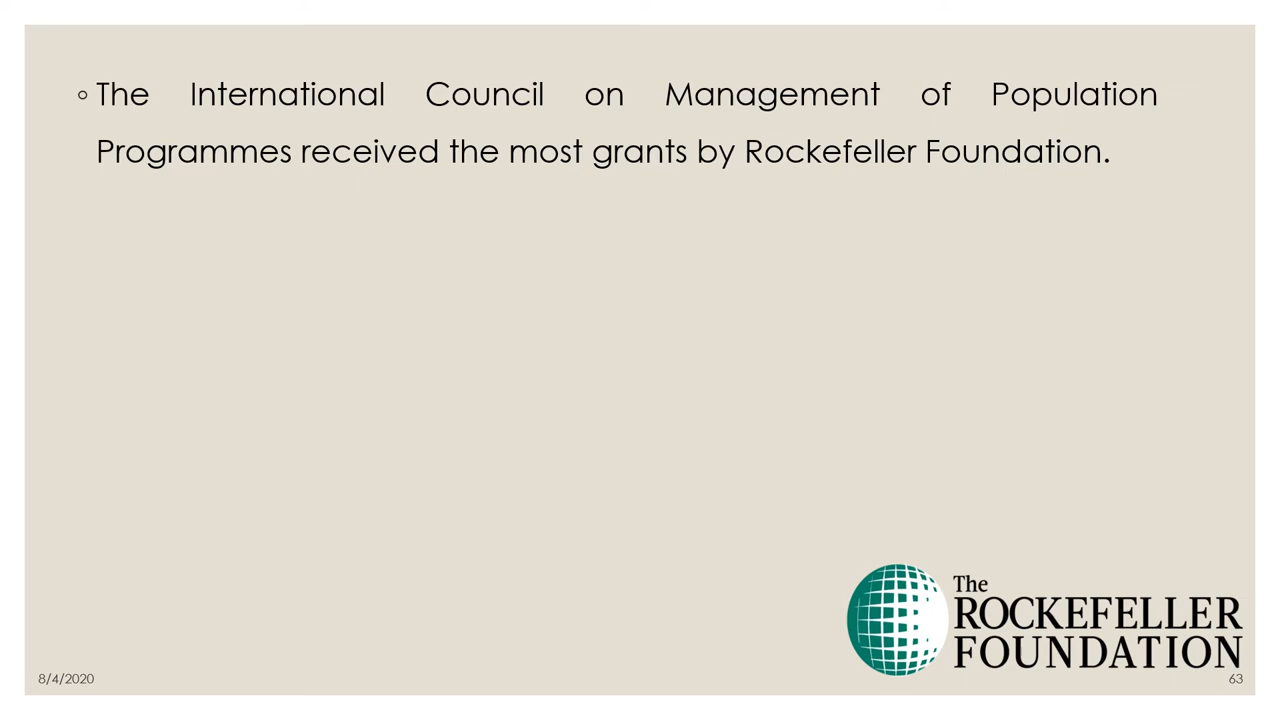 ◦ The International Council on Management of Population
Programmes received the most grants by Rockefeller Foundation.
The
ROCKEFELLER
FOUNDATION
8/4/2020
63